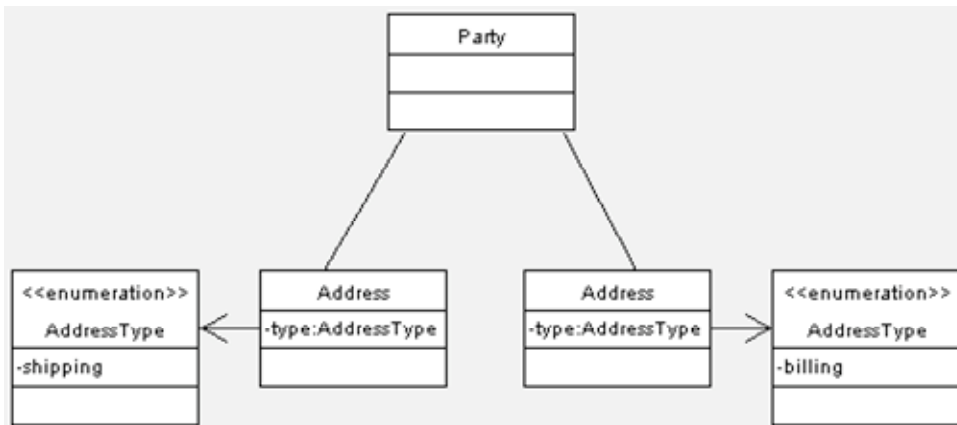 Party
<<enumeration>>
AddressType
-shipping
Address
-type:AddressType
Address
-type:AddressType
<<enumeration>>
AddressType
-billing